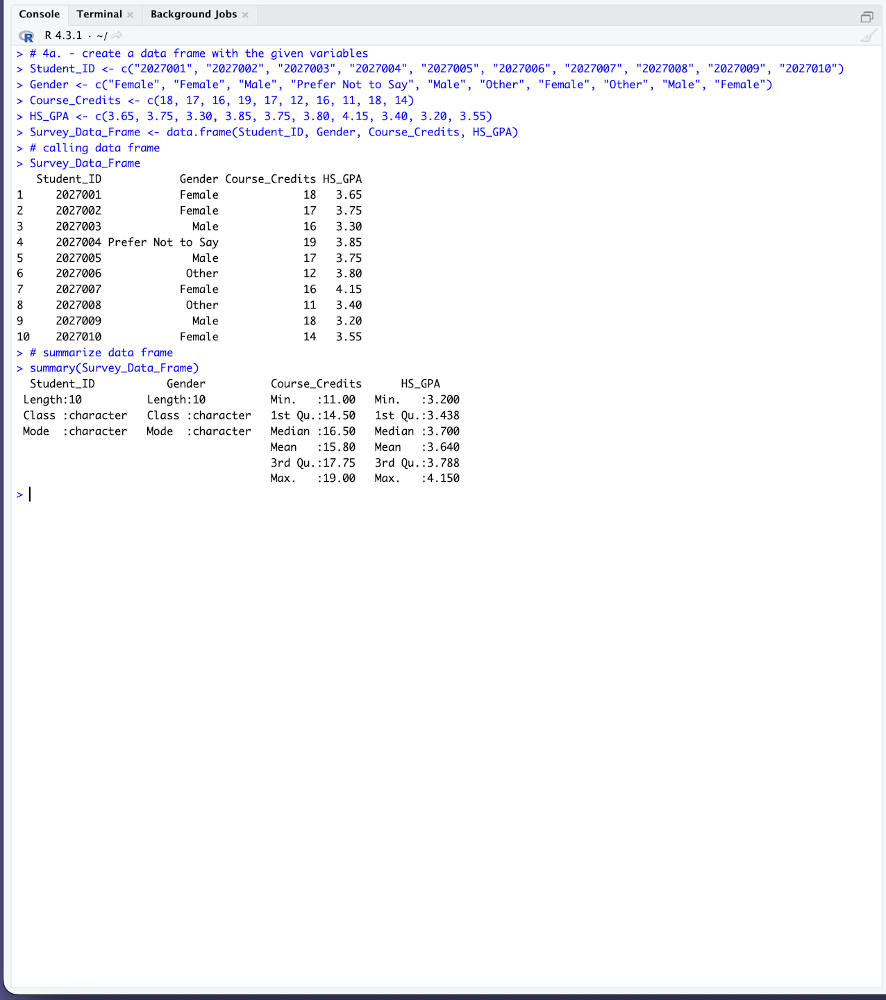 Console Terminal × Background Jobs ×
R R 4.3.1 · ~/
> # 4a. - create a data frame with the given variables
> Student_ID <- c("2027001", "2027002", "2027003", "2027004", "2027005", "2027006", "2027007", "2027008", "2027009", "2027010")
> Gender <- c("Female", "Female", "Male", "Prefer Not to Say", "Male", "Other", "Female", "Other", "Male", "Female")
> Course_Credits <- c(18, 17, 16, 19, 17, 12, 16, 11, 18, 14)
> HS_GPA <- c(3.65, 3.75, 3.30, 3.85, 3.75, 3.80, 4.15, 3.40, 3.20, 3.55)
> Survey_Data_Frame <- data.frame(Student_ID, Gender, Course_Credits, HS_GPA)
> # calling data frame
> Survey_Data_Frame
   Student_ID            Gender Course_Credits HS_GPA
1     2027001            Female             18   3.65
2     2027002            Female             17   3.75
3     2027003              Male             16   3.30
4     2027004 Prefer Not to Say             19   3.85
5     2027005              Male             17   3.75
6     2027006             Other             12   3.80
7     2027007            Female             16   4.15
8     2027008             Other             11   3.40
9     2027009              Male             18   3.20
10    2027010            Female             14   3.55
> # summarize data frame
> summary(Survey_Data_Frame)
  Student_ID           Gender          Course_Credits      HS_GPA
 Length:10          Length:10          Min.   :11.00   Min.   :3.200
 Class :character   Class :character   1st Qu.:14.50   1st Qu.:3.438
 Mode  :character   Mode  :character   Median :16.50   Median :3.700
                                       Mean   :15.80   Mean   :3.640
                                       3rd Qu.:17.75   3rd Qu.:3.788
                                       Max.   :19.00   Max.   :4.150
>